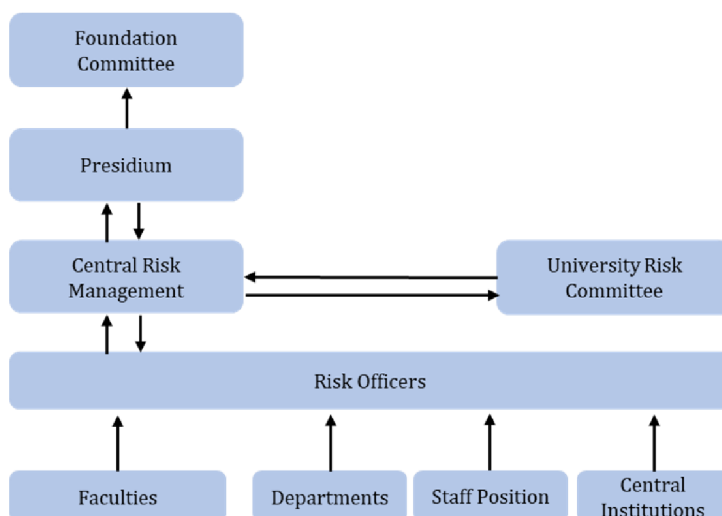 Foundation
Committee
Presidium
Central Risk
Management
University Risk
Committee
Risk Officers
Faculties
Departments
Staff Position
Central
Institutions